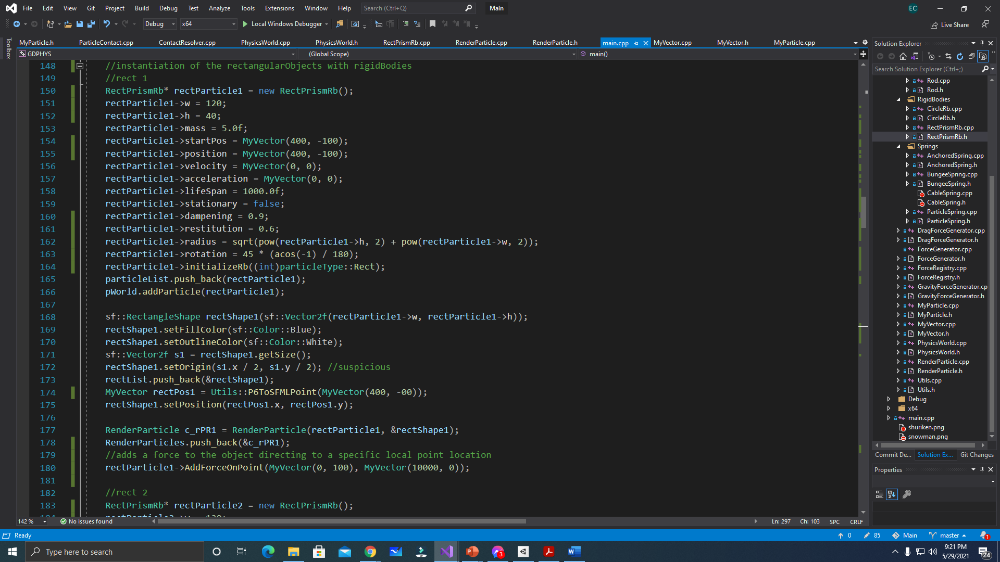 File Edit View Git Project Build Debug Test Analyze Tools Extensions Window Help Search (Ctrl+Q) Main EC
Debug x64 Local Windows Debugger Live Share
Toolbox
MyParticle.h ParticleContact.cpp ContactResolver.cpp PhysicsWorld.cpp PhysicsWorld.h RectPrismRb.cpp RenderParticle.cpp RenderParticle.h main.cpp MyVector.cpp MyVector.h MyParticle.cpp
GDPHYS (Global Scope) main()
148 //instantiation of the rectangularObjects with rigidBodies
149 //rect 1
150 RectPrismRb* rectParticle1 = new RectPrismRb();
151 rectParticle1->w = 120;
152 rectParticle1->h = 40;
153 rectParticle1->mass = 5.0f;
154 rectParticle1->startPos = MyVector(400, -100);
155 rectParticle1->position = MyVector(400, -100);
156 rectParticle1->velocity = MyVector(0, 0);
157 rectParticle1->acceleration = MyVector(0, 0);
158 rectParticle1->lifeSpan = 1000.0f;
159 rectParticle1->stationary = false;
160 rectParticle1->dampening = 0.9;
161 rectParticle1->restitution = 0.6;
162 rectParticle1->radius = sqrt(pow(rectParticle1->h, 2) + pow(rectParticle1->w, 2));
163 rectParticle1->rotation = 45 * (acos(-1) / 180);
164 rectParticle1->initializeRb((int)particleType::Rect);
165 particleList.push_back(rectParticle1);
166 pWorld.addParticle(rectParticle1);
167
168 sf::RectangleShape rectShape1(sf::Vector2f(rectParticle1->w, rectParticle1->h));
169 rectShape1.setFillColor(sf::Color::Blue);
170 rectShape1.setOutlineColor(sf::Color::White);
171 sf::Vector2f s1 = rectShape1.getSize();
172 rectShape1.setOrigin(s1.x / 2, s1.y / 2); //suspicious
173 rectList.push_back(&rectShape1);
174 MyVector rectPos1 = Utils::P6ToSFMLPoint(MyVector(400, -00));
175 rectShape1.setPosition(rectPos1.x, rectPos1.y);
176
177 RenderParticle c_rPR1 = RenderParticle(rectParticle1, &rectShape1);
178 RenderParticles.push_back(&c_rPR1);
179 //adds a force to the object directing to a specific local point location
180 rectParticle1->AddForceOnPoint(MyVector(0, 100), MyVector(10000, 0));
181
182 //rect 2
183 RectPrismRb* rectParticle2 = new RectPrismRb();
142 % No issues found Ln: 297 Ch: 103 SPC CRLF
Solution Explorer
Search Solution Explorer (Ctrl+;)
Rod.cpp
Rod.h
RigidBodies
CircleRb.cpp
CircleRb.h
RectPrismRb.cpp
RectPrismRb.h
Springs
AnchoredSpring.cpp
AnchoredSpring.h
BungeeSpring.cpp
BungeeSpring.h
CableSpring.cpp
CableSpring.h
ParticleSpring.cpp
ParticleSpring.h
DragForceGenerator.cpp
DragForceGenerator.h
ForceGenerator.cpp
ForceGenerator.h
ForceRegistry.cpp
ForceRegistry.h
GravityForceGenerator.cp
GravityForceGenerator.h
MyParticle.cpp
MyParticle.h
MyVector.cpp
MyVector.h
PhysicsWorld.cpp
PhysicsWorld.h
RenderParticle.cpp
RenderParticle.h
Utils.cpp
Utils.h
Debug
x64
main.cpp
shuriken.png
snowman.png
Commit De... Solution Ex... Git Changes
Properties
Ready 0 85 Main master 1
Type here to search 3 9:21 PM
5/29/2021 24